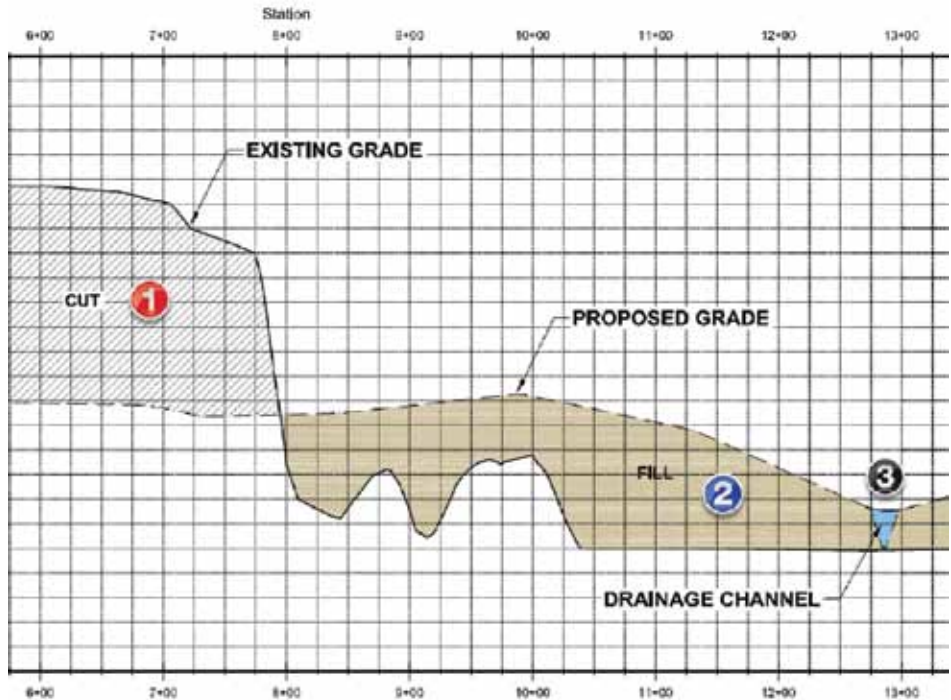 Station
6+00 7+00 8+00 9+00 10+00 11+00 12+00 13+00
EXISTING GRADE
CUT 1
PROPOSED GRADE
3
FILL
2
DRAINAGE CHANNEL
6+00 7+00 8+00 9+00 10+00 11+00 12+00 13+00